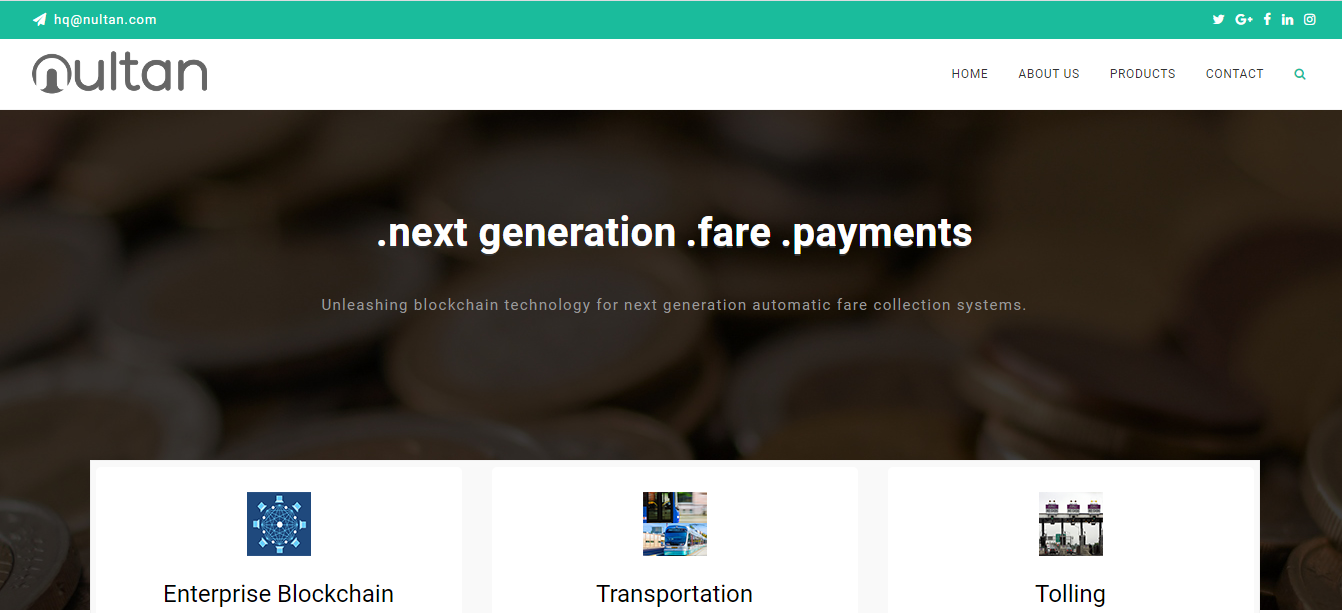 hq@nultan.com
nultan
HOME ABOUT US PRODUCTS CONTACT
.next generation .fare .payments
Unleashing blockchain technology for next generation automatic fare collection systems.
Enterprise Blockchain
Transportation
Tolling